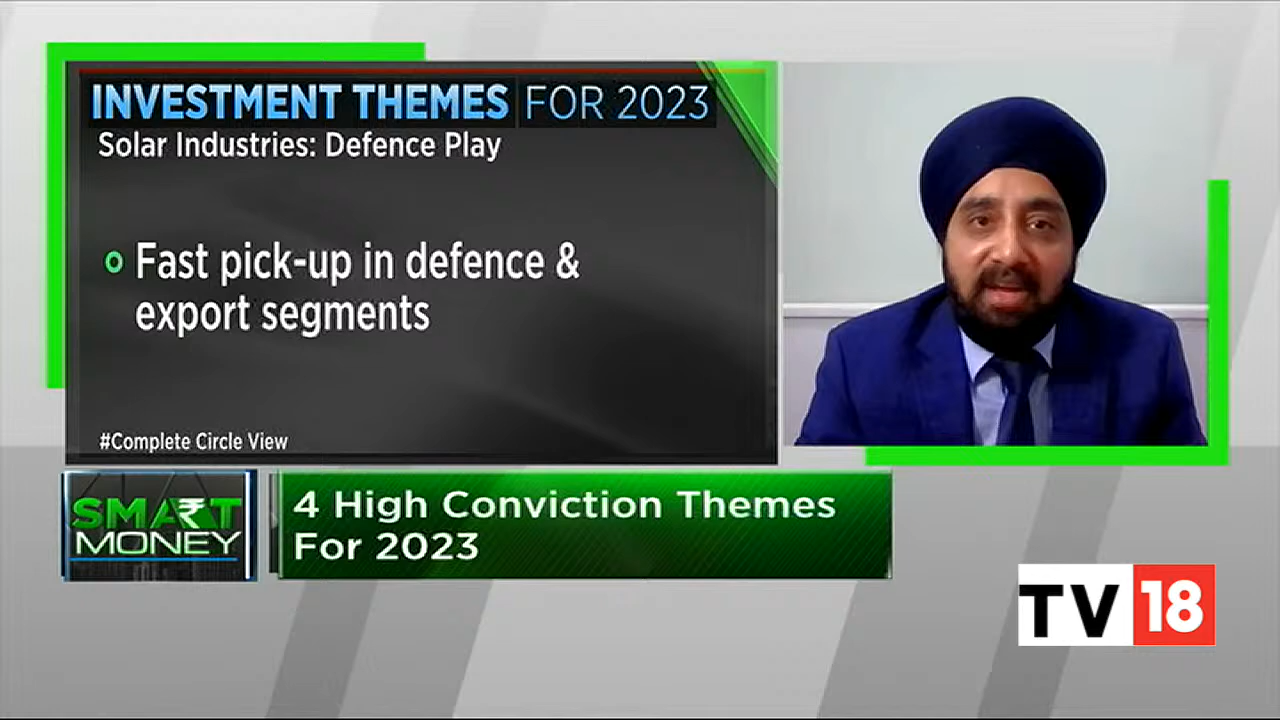 INVESTMENT THEMES FOR 2023
Solar Industries: Defence Play
Fast pick-up in defence &
export segments
#Complete Circle View
SMA₹T
MONEY
4 High Conviction Themes
For 2023
TV18